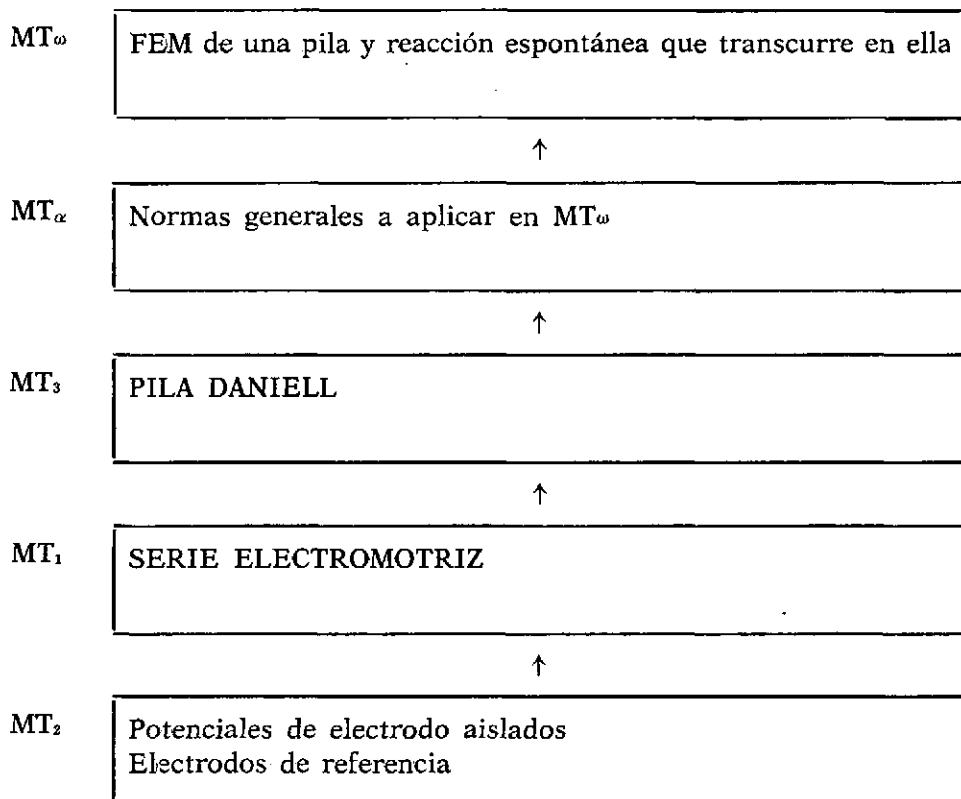 MTω FEM de una pila y reacción espontánea que transcurre en ella
↑
MTα Normas generales a aplicar en MTω
↑
MT₃ PILA DANIELL
↑
MT₁ SERIE ELECTROMOTRIZ
↑
MT₂ Potenciales de electrodo aislados
Electrodos de referencia